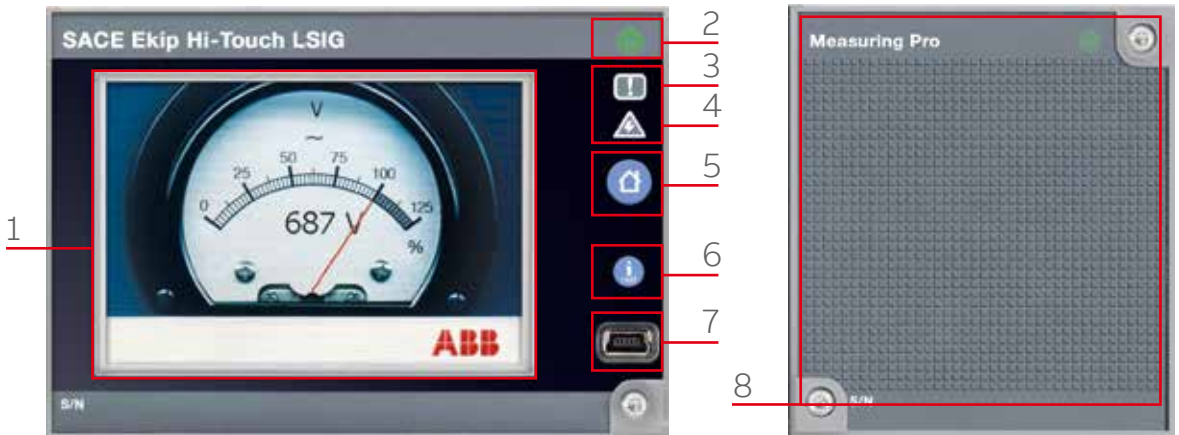 SACE Ekip Hi-Touch LSIG
Measuring Pro
V
~
0 25 50 75 100 125
687 V
%
ABB
S/N
S/N
1
2
3
4
5
6
7
8